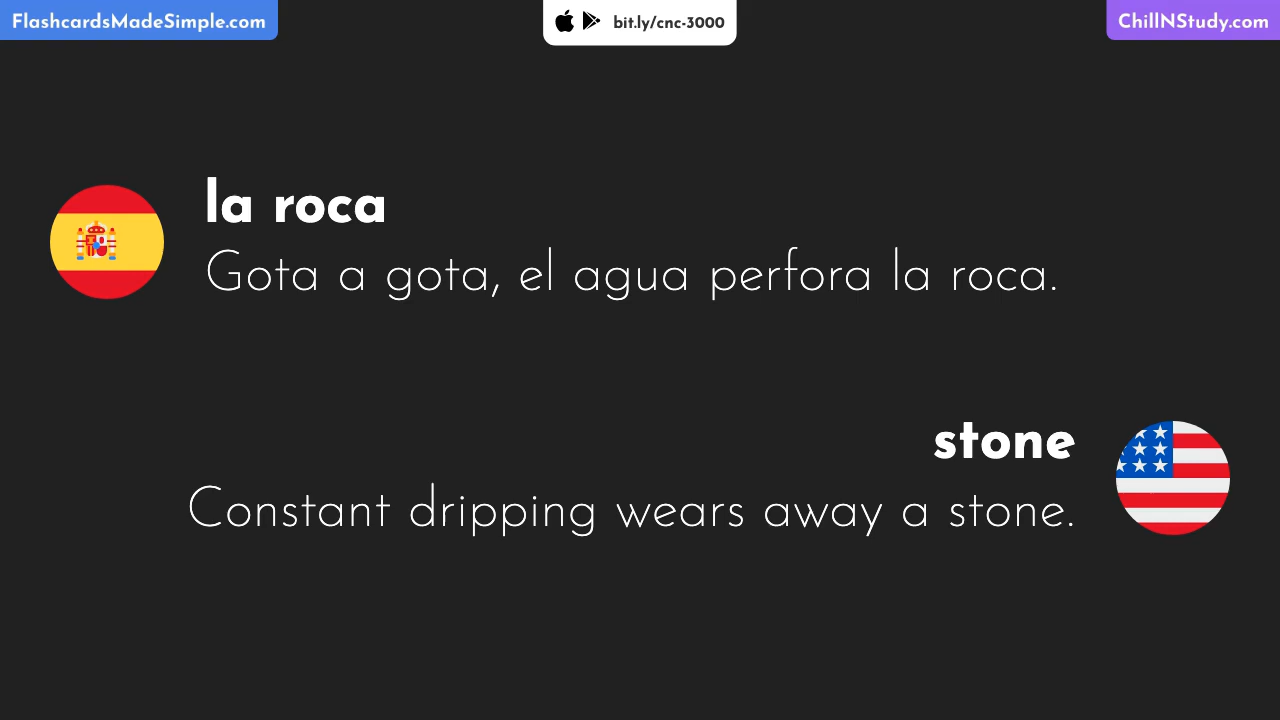 FlashcardsMadeSimple.com
bit.ly/cnc-3000
ChillNStudy.com
la roca
Gota a gota, el agua perfora la roca.
stone
Constant dripping wears away a stone.